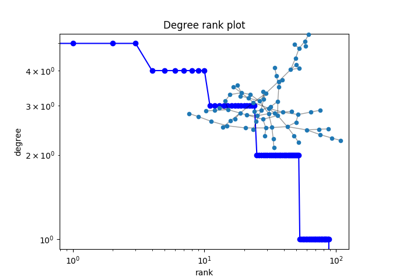 Degree rank plot
degree
4 × 10⁰
3 × 10⁰
2 × 10⁰
10⁰
10⁰
10¹
10²
rank